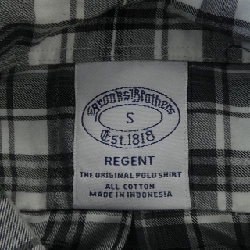 Brooks Brothers
S
Est. 1818
REGENT
THE ORIGINAL POLO SHIRT
ALL COTTON
MADE IN INDONESIA